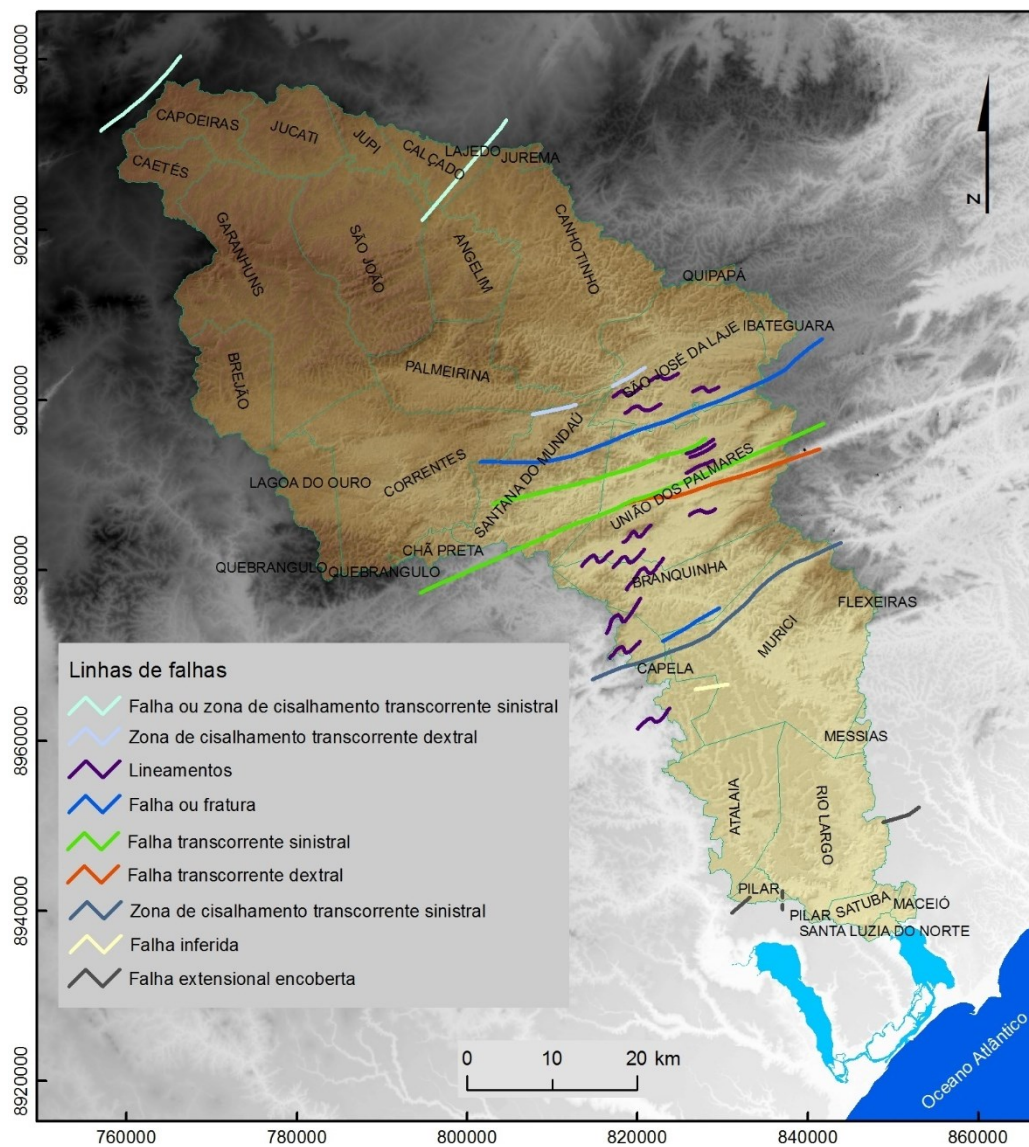 9040000
9020000
9000000
8980000
8960000
8940000
8920000
CAPOEIRAS
JUCATI
JUPI
CALÇADO
LAJEDO
JUREMA
CAETÉS
GARANHUNS
SÃO JOÃO
ANGELIM
CANHOTINHO
QUIPAPÁ
N
BREJÃO
PALMEIRINA
SÃO JOSÉ DA LAJE
IBATEGUARA
LAGOA DO OURO
CORRENTES
SANTANA DO MUNDAÚ
UNIÃO DOS PALMARES
CHÃ PRETA
QUEBRANGULO
QUEBRANGULO
BRANQUINHA
MURICI
FLEXEIRAS
CAPELA
MESSIAS
ATALAIA
RIO LARGO
PILAR
PILAR
SATUBA
MACEIÓ
SANTA LUZIA DO NORTE
Linhas de falhas
Falha ou zona de cisalhamento transcorrente sinistral
Zona de cisalhamento transcorrente dextral
Lineamentos
Falha ou fratura
Falha transcorrente sinistral
Falha transcorrente dextral
Zona de cisalhamento transcorrente sinistral
Falha inferida
Falha extensional encoberta
0 10 20 km
Oceano Atlântico
760000 780000 800000 820000 840000 860000